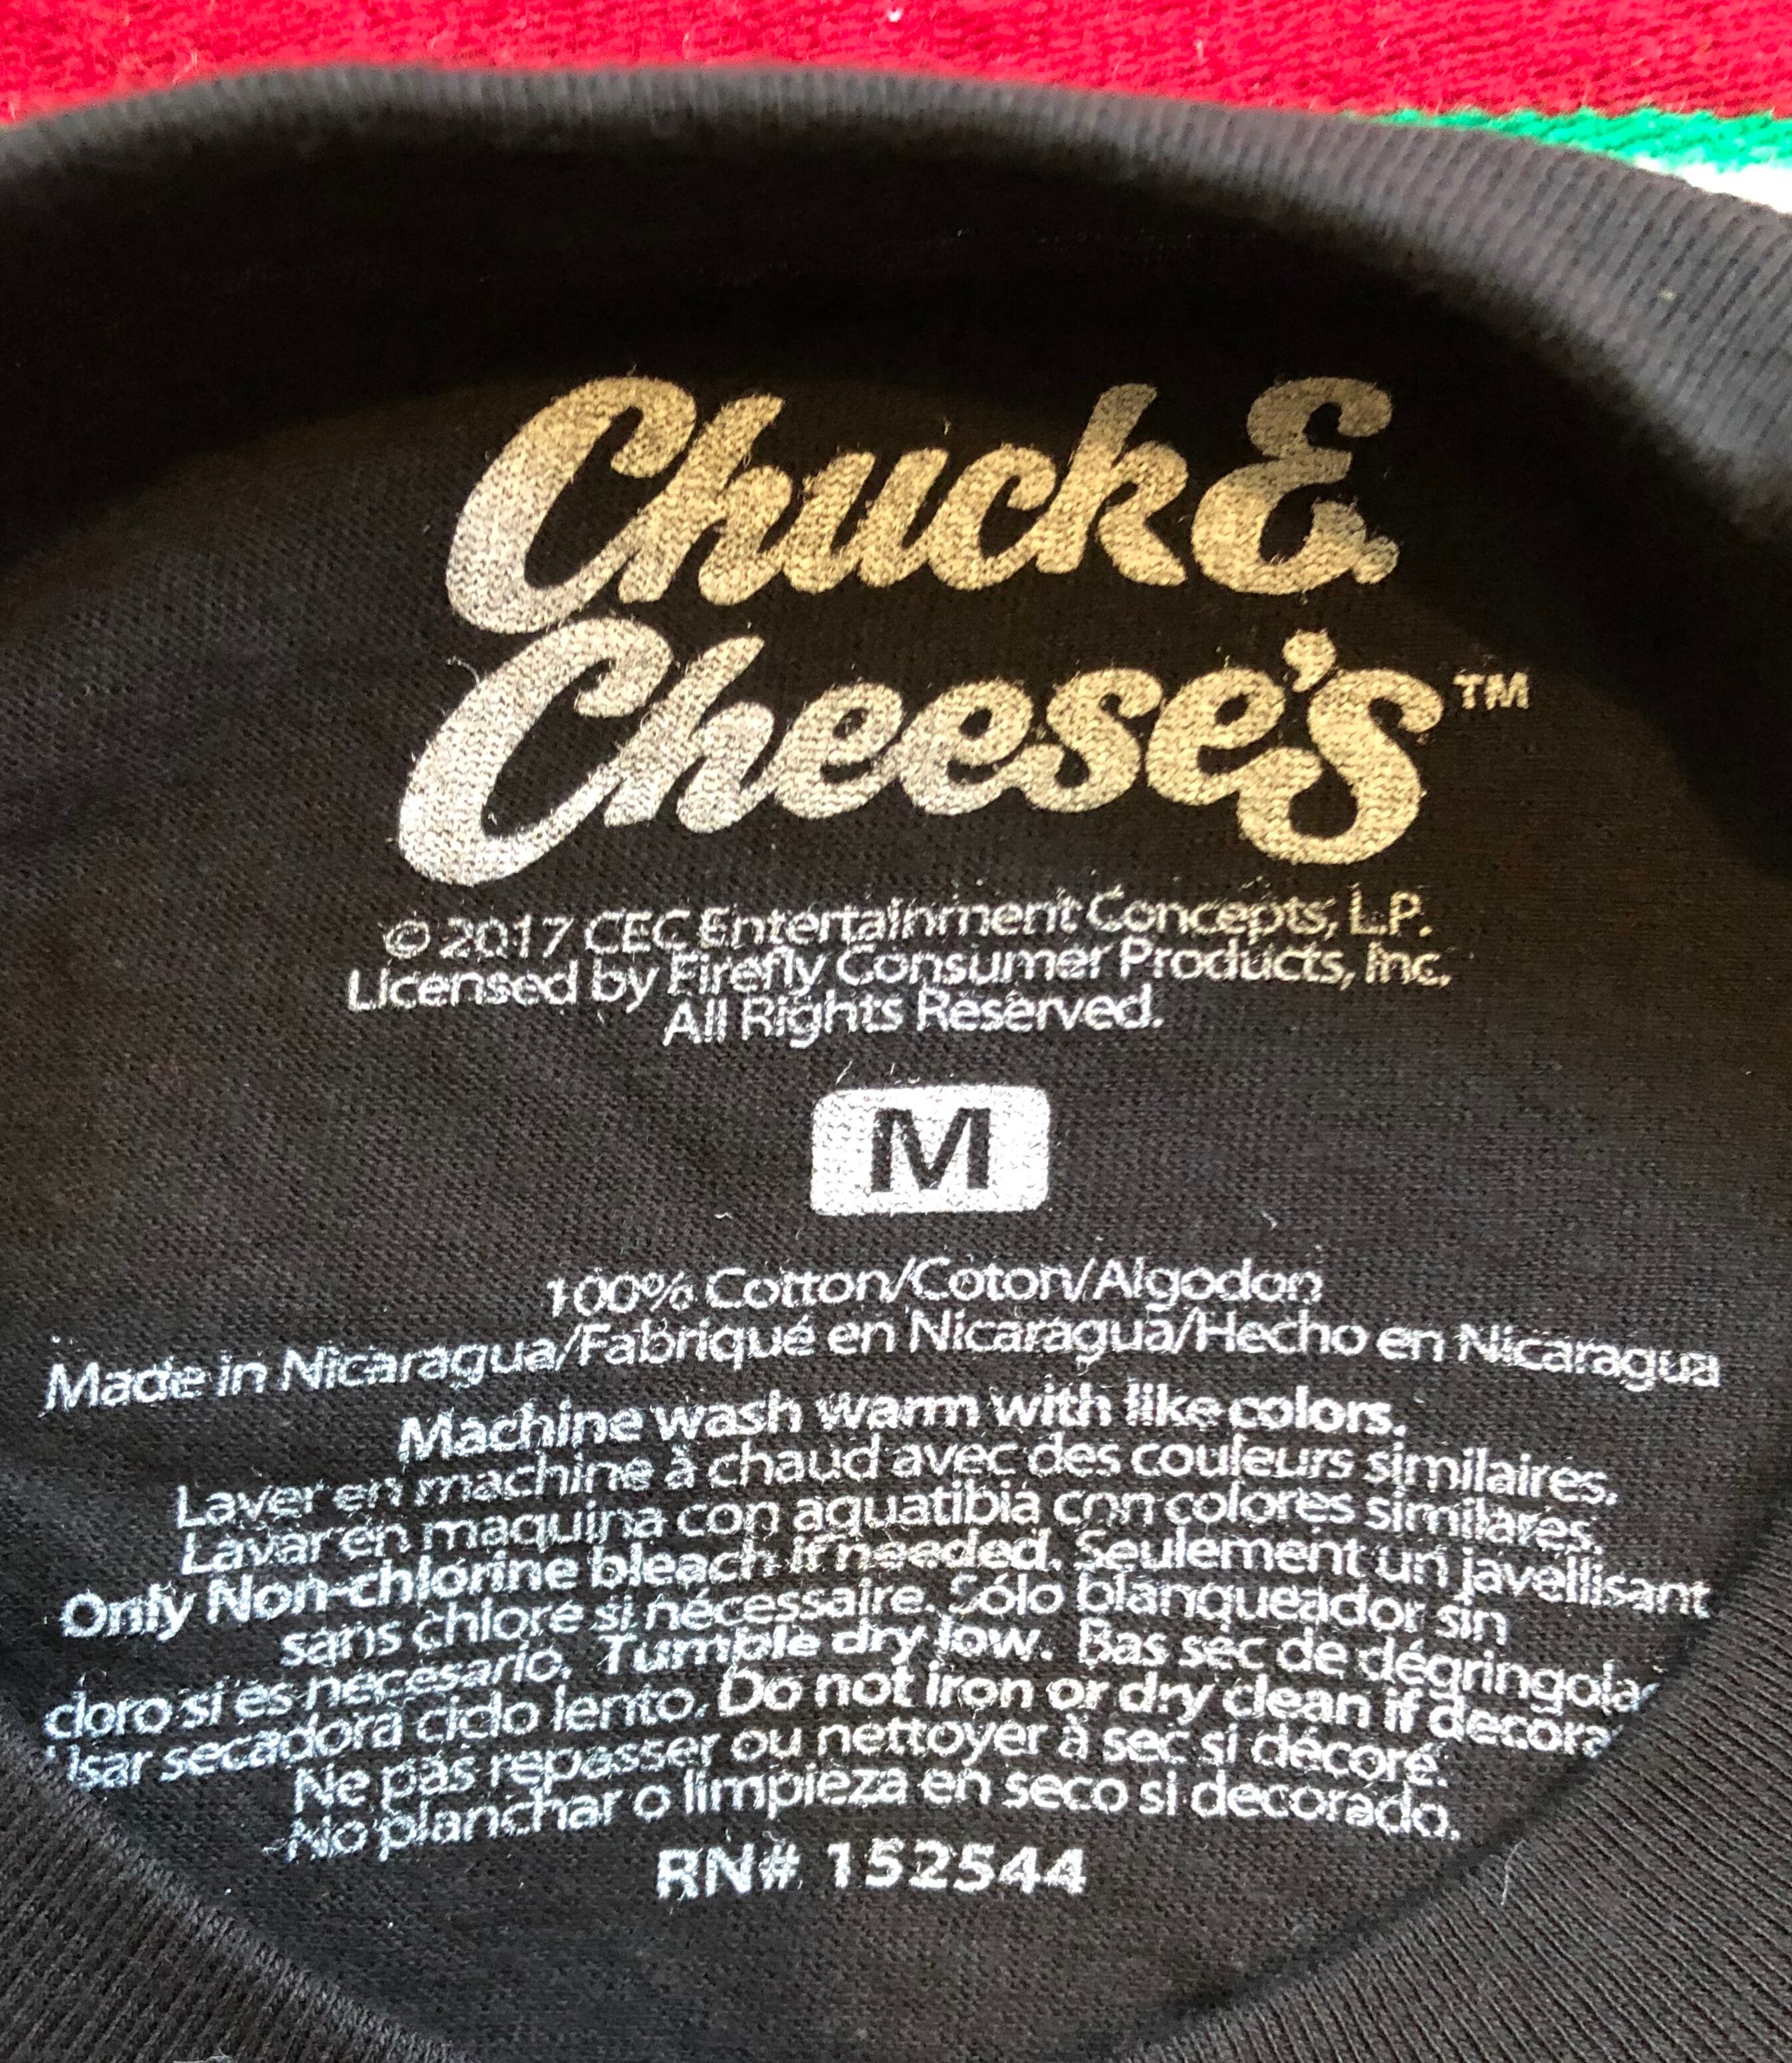 Chuck E.
Cheese's™
© 2017 CEC Entertainment Concepts, L.P.
Licensed by Firefly Consumer Products, Inc.
All Rights Reserved.
M
100% Cotton/Coton/Algodon
Made in Nicaragua/Fabriqué en Nicaragua/Hecho en Nicaragua
Machine wash warm with like colors.
Laver en machine à chaud avec des couleurs similaires.
Lavar en maquina con aquatibia con colores similares.
Only Non-chlorine bleach if needed. Seulement un javellisant
sans chlore si nécessaire. Sólo blanqueador sin
cloro si es necesario. Tumble dry low. Bas sec de dégringola
Usar secadora ciclo lento. Do not iron or dry clean if decora
Ne pas repasser ou nettoyer à sec si décoré.
No planchar o limpieza en seco si decorado.
RN# 152544